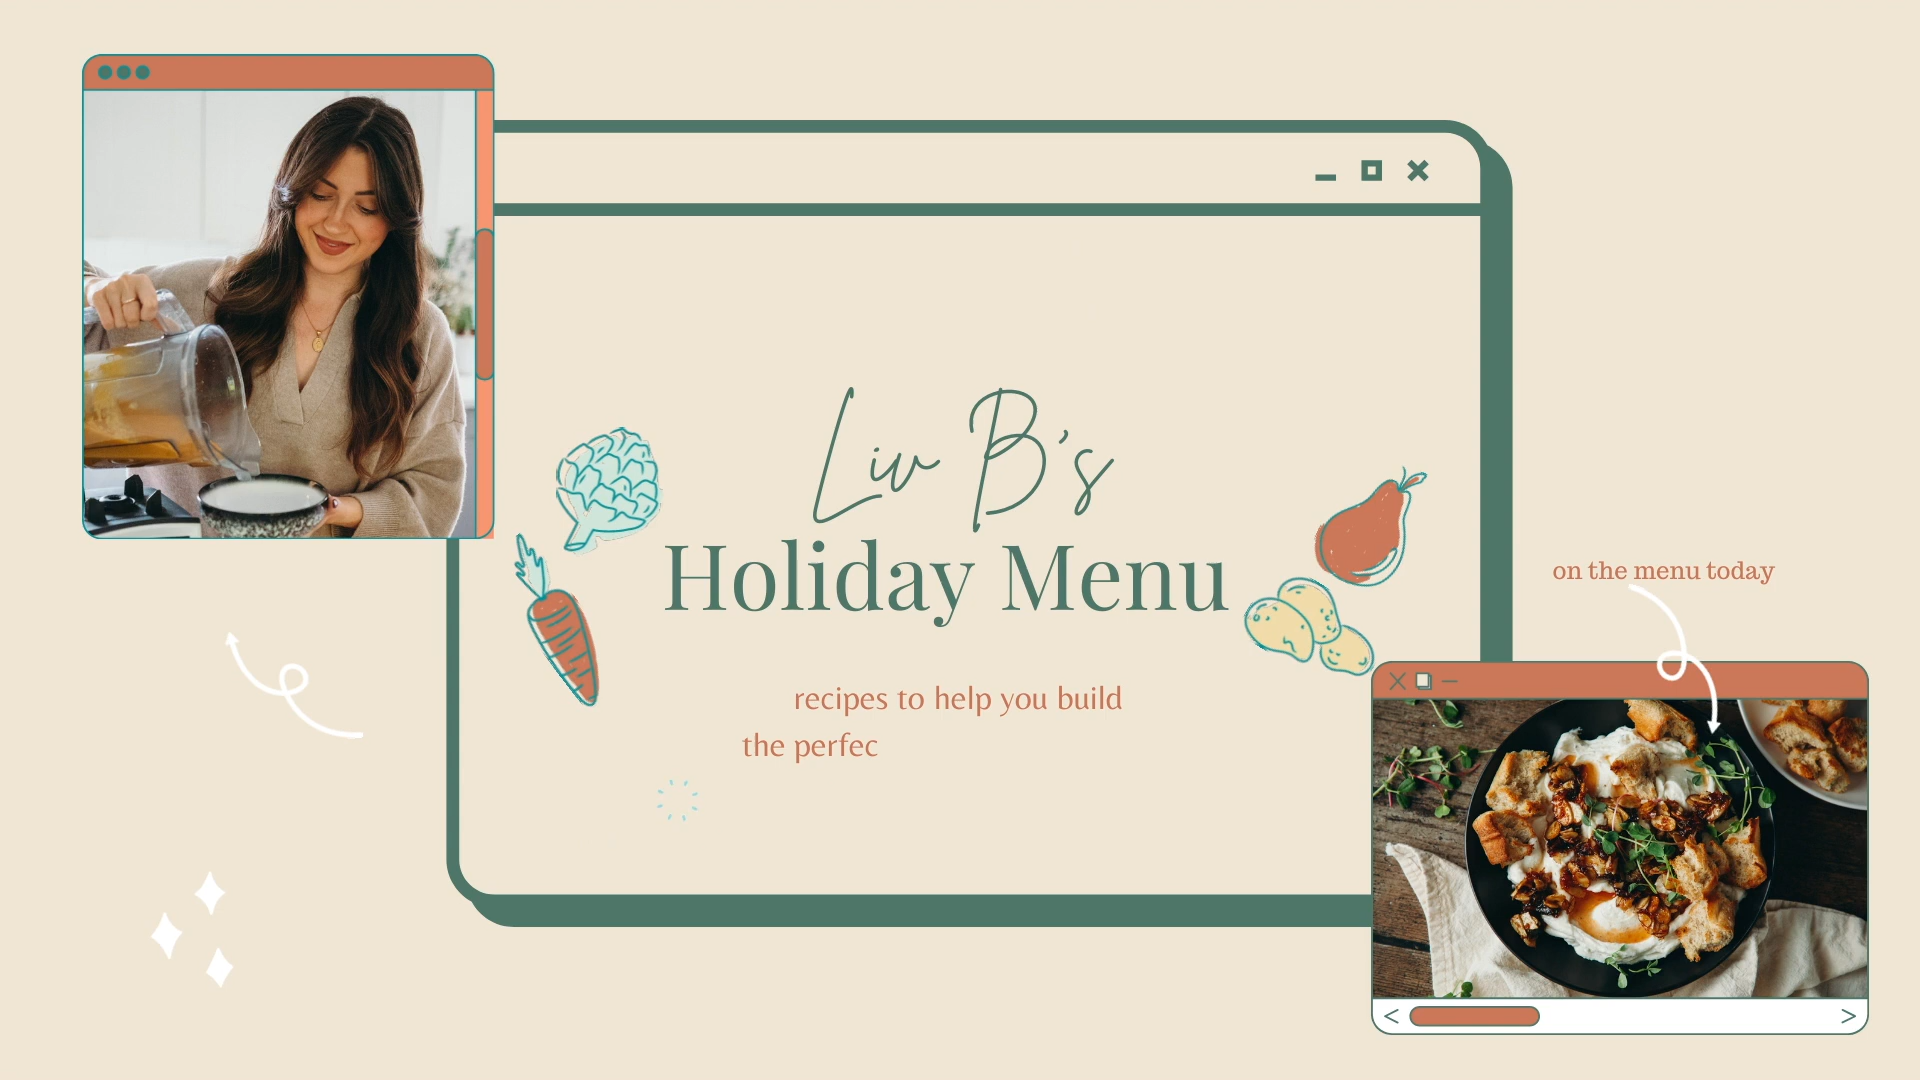 Liv B's
Holiday Menu
recipes to help you build
the perfec
on the menu today